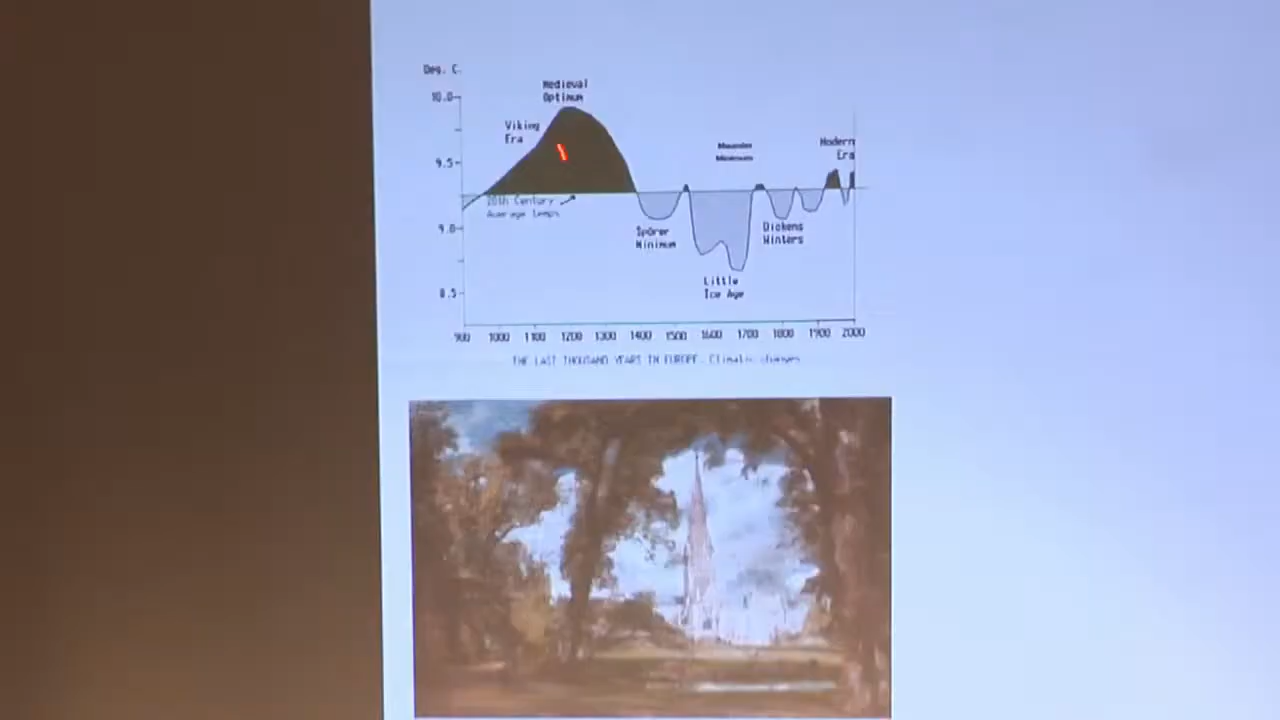 Deg. C.
10.0
Medieval
Optimum
Viking
Era
Maunder
Minimum
Modern
Era
9.5
20th Century
Average temps
9.0
Spörer
Minimum
Dickens
Winters
Little
Ice Age
8.5
900 1000 1100 1200 1300 1400 1500 1600 1700 1800 1900 2000
THE LAST THOUSAND YEARS IN EUROPE - Climatic changes